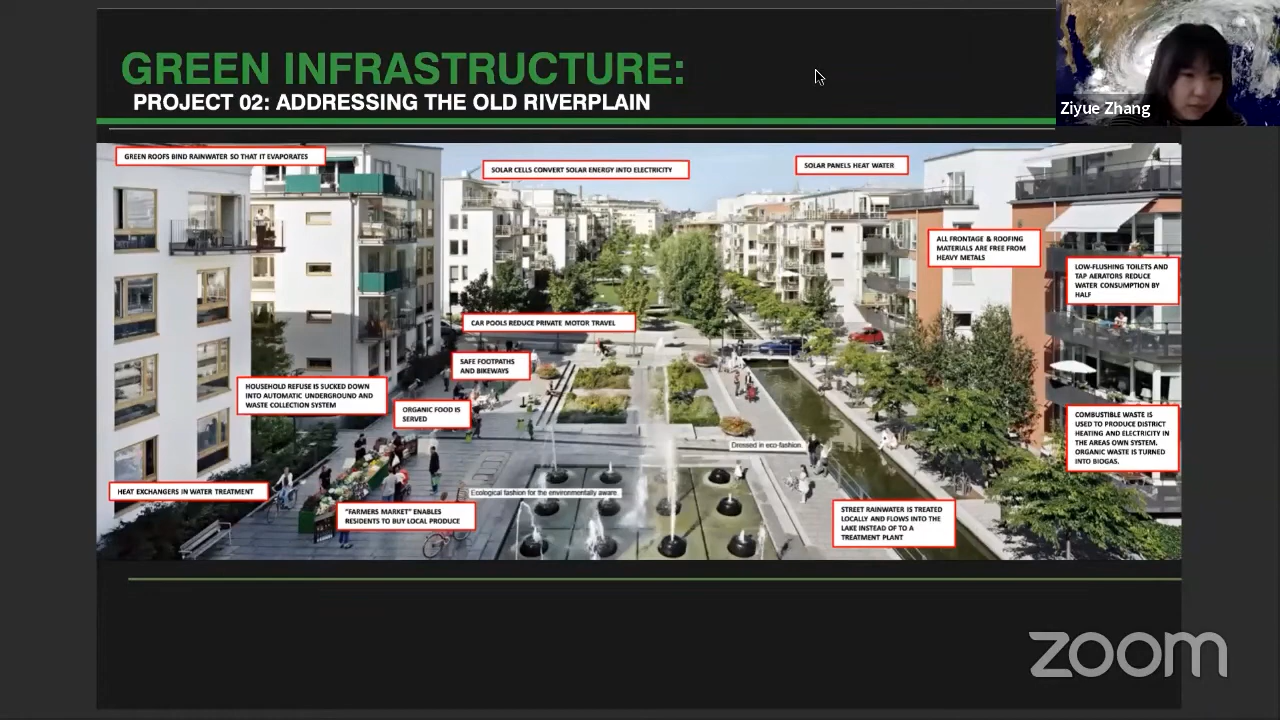 GREEN INFRASTRUCTURE:
PROJECT 02: ADDRESSING THE OLD RIVERPLAIN
Ziyue Zhang
GREEN ROOFS BIND RAINWATER SO THAT IT EVAPORATES
SOLAR CELLS CONVERT SOLAR ENERGY INTO ELECTRICITY
SOLAR PANELS HEAT WATER
ALL FRONTAGE & ROOFING
MATERIALS ARE FREE FROM
HEAVY METALS
LOW-FLUSHING TOILETS AND
TAP AERATORS REDUCE
WATER CONSUMPTION BY
HALF
CAR POOLS REDUCE PRIVATE MOTOR TRAVEL
SAFE FOOTPATHS
AND BIKEWAYS
HOUSEHOLD REFUSE IS SUCKED DOWN
INTO AUTOMATIC UNDERGROUND AND
WASTE COLLECTION SYSTEM
ORGANIC FOOD IS
SERVED
COMBUSTIBLE WASTE IS
USED TO PRODUCE DISTRICT
HEATING AND ELECTRICITY IN
THE AREAS OWN SYSTEM.
ORGANIC WASTE IS TURNED
INTO BIOGAS.
Dressed in eco-fashion.
HEAT EXCHANGERS IN WATER TREATMENT
Ecological fashion for the environmentally aware.
"FARMERS MARKET" ENABLES
RESIDENTS TO BUY LOCAL PRODUCE
STREET RAINWATER IS TREATED
LOCALLY AND FLOWS INTO THE
LAKE INSTEAD OF TO A
TREATMENT PLANT
zoom